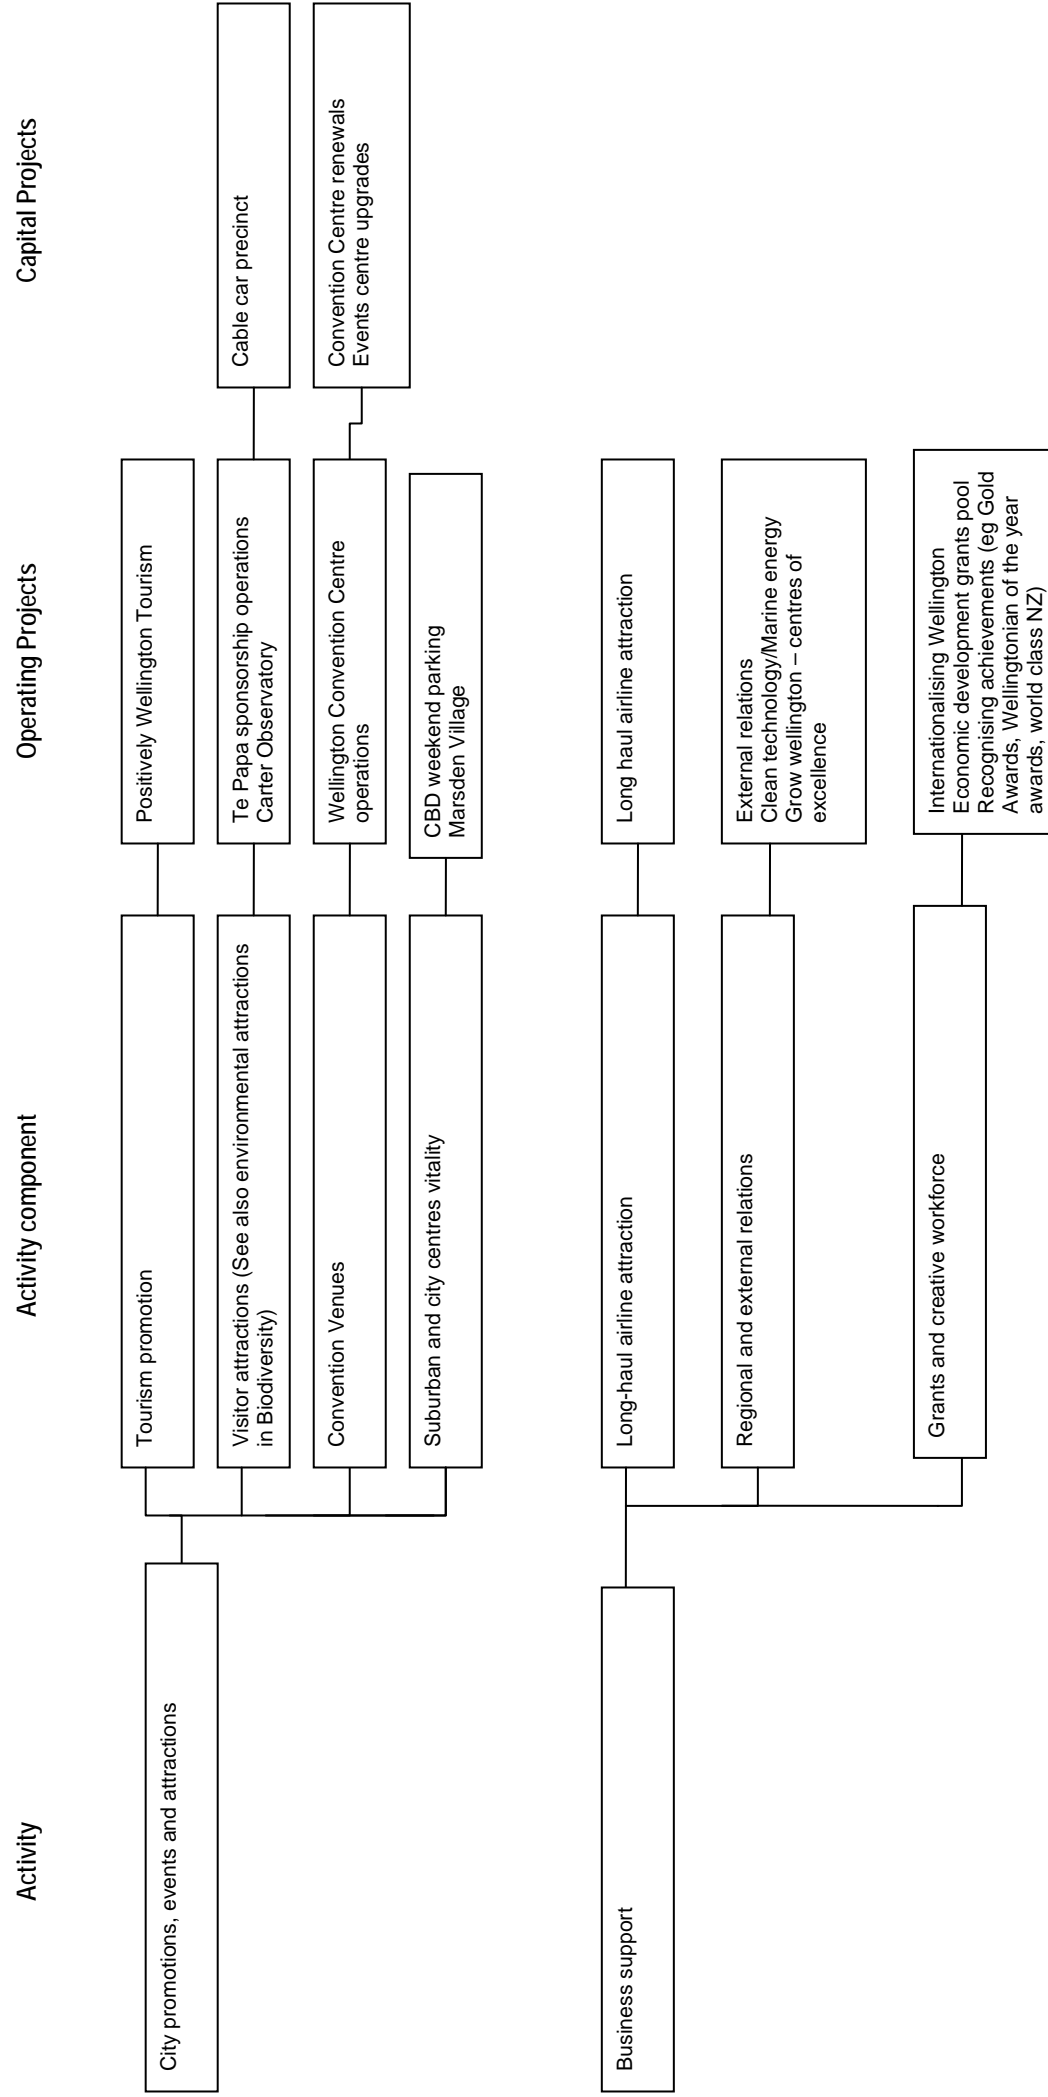 Activity
Activity component
Operating Projects
Capital Projects
City promotions, events and attractions
Tourism promotion
Positively Wellington Tourism
Visitor attractions (See also environmental attractions
in Biodiversity)
Te Papa sponsorship operations
Carter Observatory
Cable car precinct
Convention Venues
Wellington Convention Centre
operations
Convention Centre renewals
Events centre upgrades
Suburban and city centres vitality
CBD weekend parking
Marsden Village
Business support
Long-haul airline attraction
Long haul airline attraction
Regional and external relations
External relations
Clean technology/Marine energy
Grow wellington – centres of
excellence
Grants and creative workforce
Internationalising Wellington
Economic development grants pool
Recognising achievements (eg Gold
Awards, Wellingtonian of the year
awards, world class NZ)